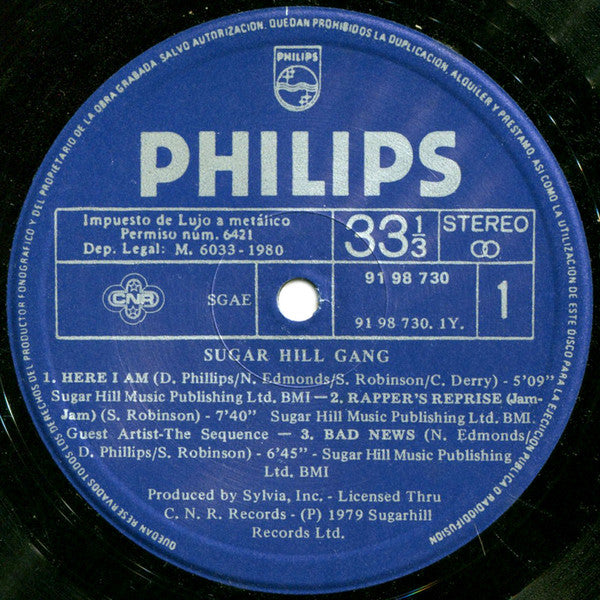 QUEDAN RESERVADOS TODOS LOS DERECHOS DEL PRODUCTOR FONOGRAFICO Y DEL PROPIETARIO DE LA OBRA GRABADA SALVO AUTORIZACION. QUEDAN PROHIBIDOS LA DUPLICACION, ALQUILER Y PRESTAMO, ASI COMO LA UTILIZACION DE ESTE DISCO PARA LA EJECUCION PUBLICA O RADIODIFUSION
PHILIPS
PHILIPS
Impuesto de Lujo a metálico
Permiso núm. 6421
Dep. Legal: M. 6033-1980
33 1/3
STEREO
CNR
SGAE
91 98 730
91 98 730. 1Y.
1
SUGAR HILL GANG
1. HERE I AM (D. Phillips/N. Edmonds/S. Robinson/C. Derry) - 5'09"
Sugar Hill Music Publishing Ltd. BMI — 2. RAPPER'S REPRISE (Jam-
Jam) (S. Robinson) - 7'40" Sugar Hill Music Publishing Ltd. BMI.
Guest Artist-The Sequence — 3. BAD NEWS (N. Edmonds/
D. Phillips/S. Robinson) - 6'45" - Sugar Hill Music Publishing
Ltd. BMI
Produced by Sylvia, Inc. - Licensed Thru
C. N. R. Records - (P) 1979 Sugarhill
Records Ltd.